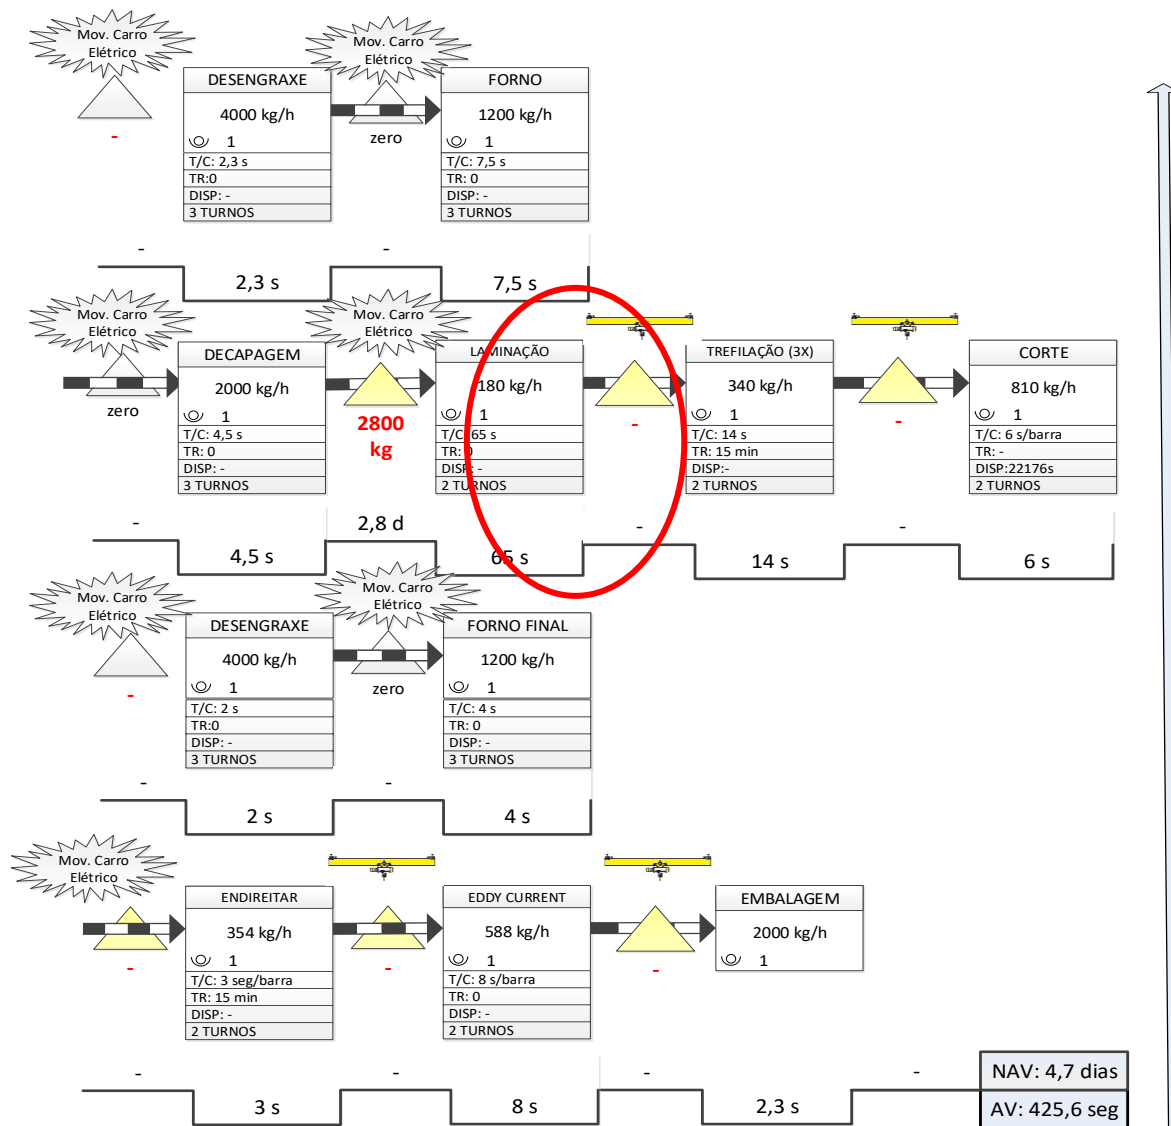 Mov. Carro
Elétrico
-
DESENGRAXE
4000 kg/h
1
T/C: 2,3 s
TR:0
DISP: -
3 TURNOS
Mov. Carro
Elétrico
zero
FORNO
1200 kg/h
1
T/C: 7,5 s
TR: 0
DISP: -
3 TURNOS
-
2,3 s
-
7,5 s
Mov. Carro
Elétrico
zero
DECAPAGEM
2000 kg/h
1
T/C: 4,5 s
TR: 0
DISP: -
3 TURNOS
Mov. Carro
Elétrico
2800
kg
LAMINAÇÃO
180 kg/h
1
T/C: 65 s
TR: 0
DISP: -
2 TURNOS
-
TREFILAÇÃO (3X)
340 kg/h
1
T/C: 14 s
TR: 15 min
DISP:-
2 TURNOS
-
CORTE
810 kg/h
1
T/C: 6 s/barra
TR: -
DISP:22176s
2 TURNOS
-
4,5 s
2,8 d
65 s
-
14 s
-
6 s
Mov. Carro
Elétrico
-
DESENGRAXE
4000 kg/h
1
T/C: 2 s
TR:0
DISP: -
3 TURNOS
Mov. Carro
Elétrico
zero
FORNO FINAL
1200 kg/h
1
T/C: 4 s
TR: 0
DISP: -
3 TURNOS
-
2 s
-
4 s
Mov. Carro
Elétrico
-
ENDIREITAR
354 kg/h
1
T/C: 3 seg/barra
TR: 15 min
DISP: -
2 TURNOS
-
EDDY CURRENT
588 kg/h
1
T/C: 8 s/barra
TR: 0
DISP: -
2 TURNOS
-
EMBALAGEM
2000 kg/h
1
-
3 s
-
8 s
-
2,3 s
-
NAV: 4,7 dias
AV: 425,6 seg